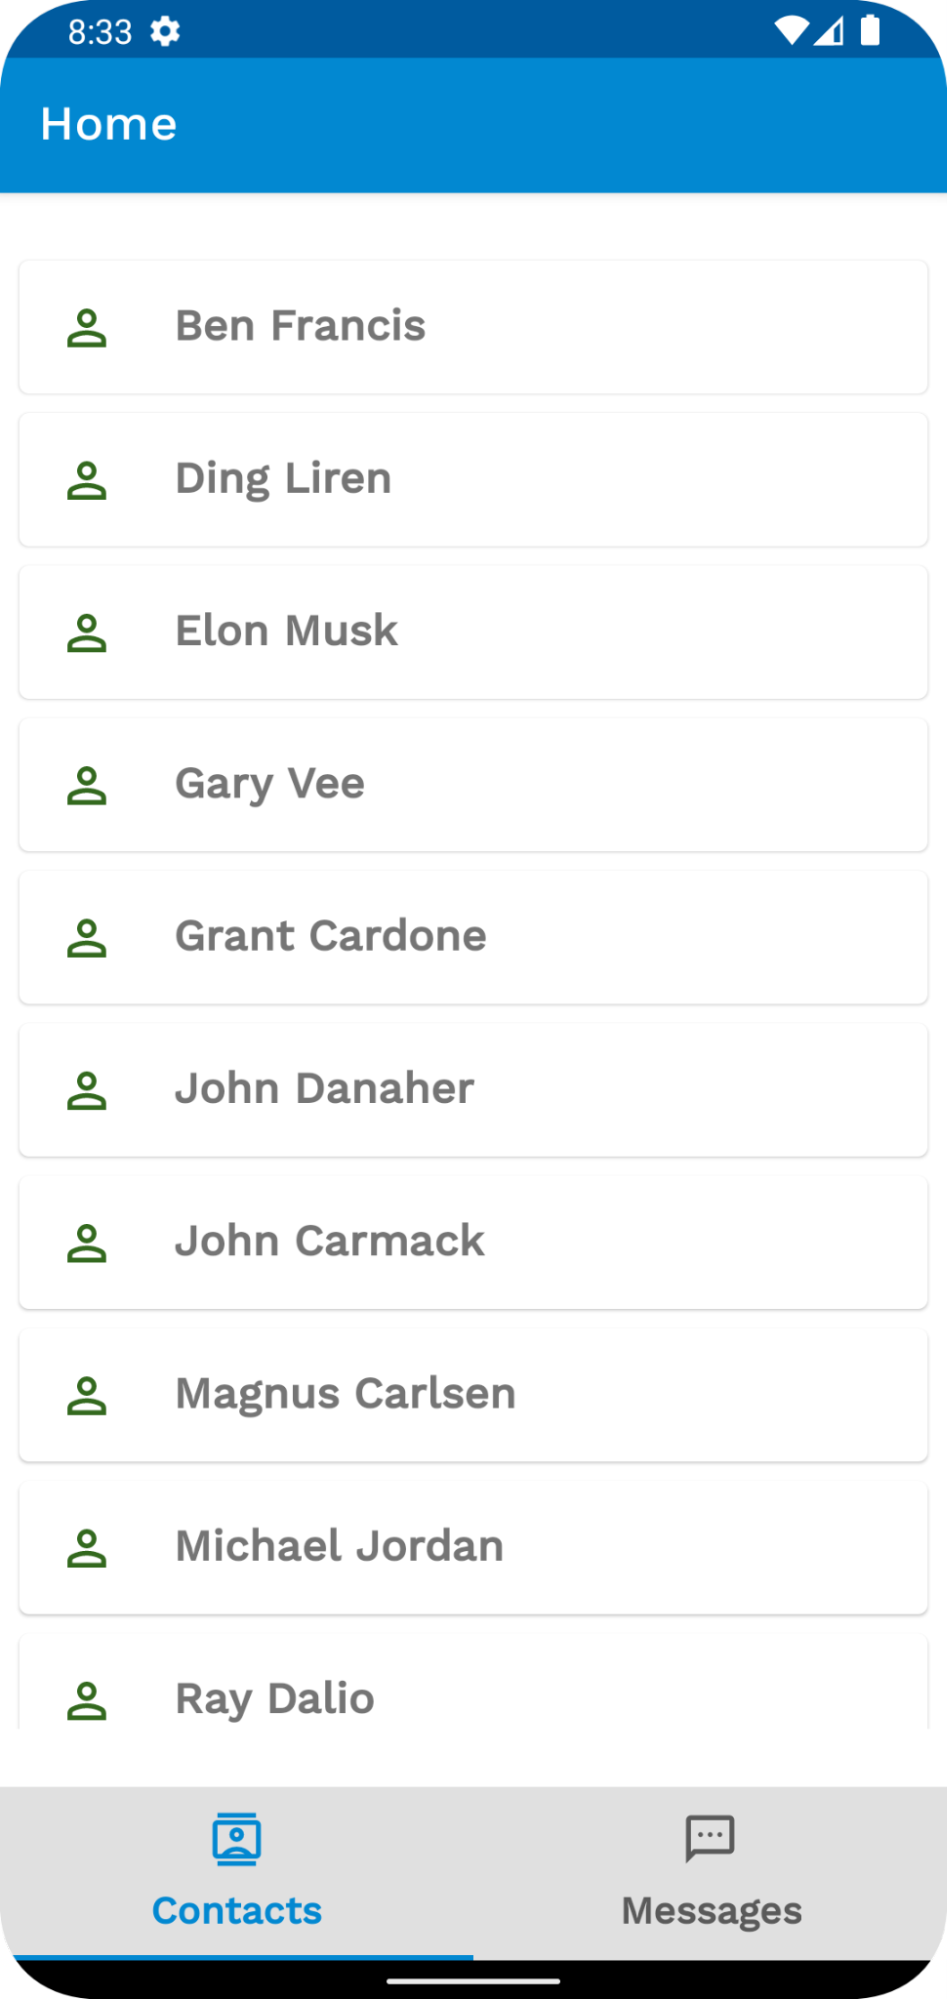 8:33
Home
Ben Francis
Ding Liren
Elon Musk
Gary Vee
Grant Cardone
John Danaher
John Carmack
Magnus Carlsen
Michael Jordan
Ray Dalio
Contacts
Messages